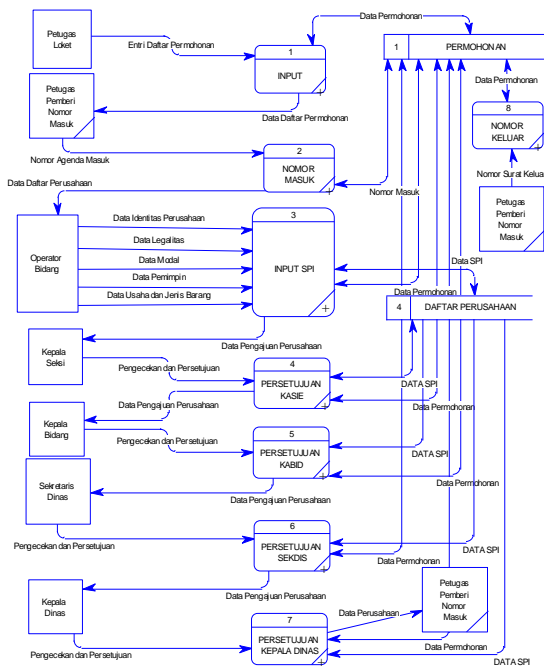 Petugas
Loket
Entri Daftar Permohonan
1
INPUT
Data Permohonan
1 PERMOHONAN
Data Permohonan
8
NOMOR
KELUAR
Petugas
Pemberi
Nomor
Masuk
Data Daftar Permohonan
Nomor Agenda Masuk
2
NOMOR
MASUK
Nomor Masuk
Nomor Surat Keluar
Petugas
Pemberi
Nomor
Masuk
Data Daftar Perusahaan
Operator
Bidang
Data Identitas Perusahaan
Data Legalitas
Data Modal
Data Pemimpin
Data Usaha dan Jenis Barang
3
INPUT SPI
Data SPI
Data Permohonan
4 DAFTAR PERUSAHAAN
Data Pengajuan Perusahaan
Kepala
Seksi
Pengecekan dan Persetujuan
4
PERSETUJUAN
KASIE
DATA SPI
Data Permohonan
Data Pengajuan Perusahaan
Kepala
Bidang
Pengecekan dan Persetujuan
5
PERSETUJUAN
KABID
DATA SPI
Data Permohonan
Data Pengajuan Perusahaan
Sekretaris
Dinas
Pengecekan dan Persetujuan
6
PERSETUJUAN
SEKDIS
DATA SPI
Data Permohonan
Data Pengajuan Perusahaan
Kepala
Dinas
Pengecekan dan Persetujuan
7
PERSETUJUAN
KEPALA DINAS
Data Perusahaan
Petugas
Pemberi
Nomor
Masuk
Data Permohonan
DATA SPI